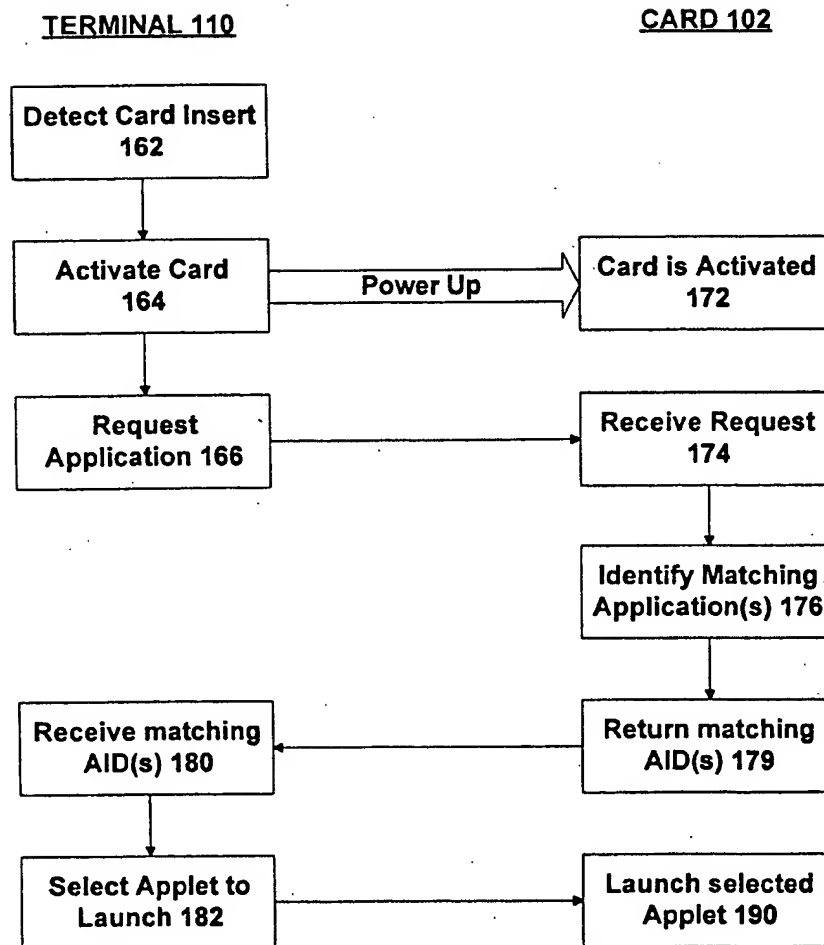 TERMINAL 110
CARD 102
Detect Card Insert
162
Activate Card
164
Power Up
Card is Activated
172
Request
Application 166
Receive Request
174
Identify Matching
Application(s) 176
Return matching
AID(s) 179
Receive matching
AID(s) 180
Select Applet to
Launch 182
Launch selected
Applet 190